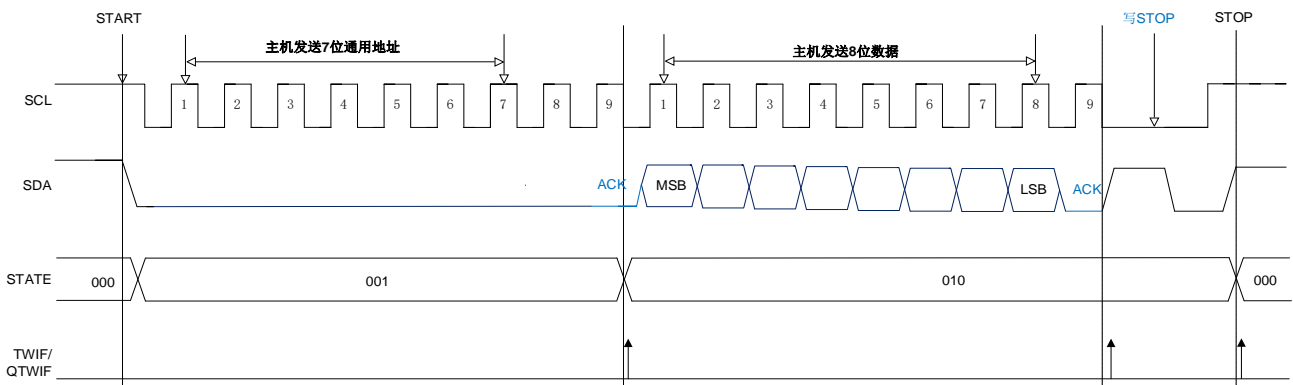 START
写STOP
STOP
主机发送7位通用地址
主机发送8位数据
SCL
1 2 3 4 5 6 7 8 9 1 2 3 4 5 6 7 8 9
SDA
ACK
MSB
LSB
ACK
STATE
000
001
010
000
TWIF/
QTWIF